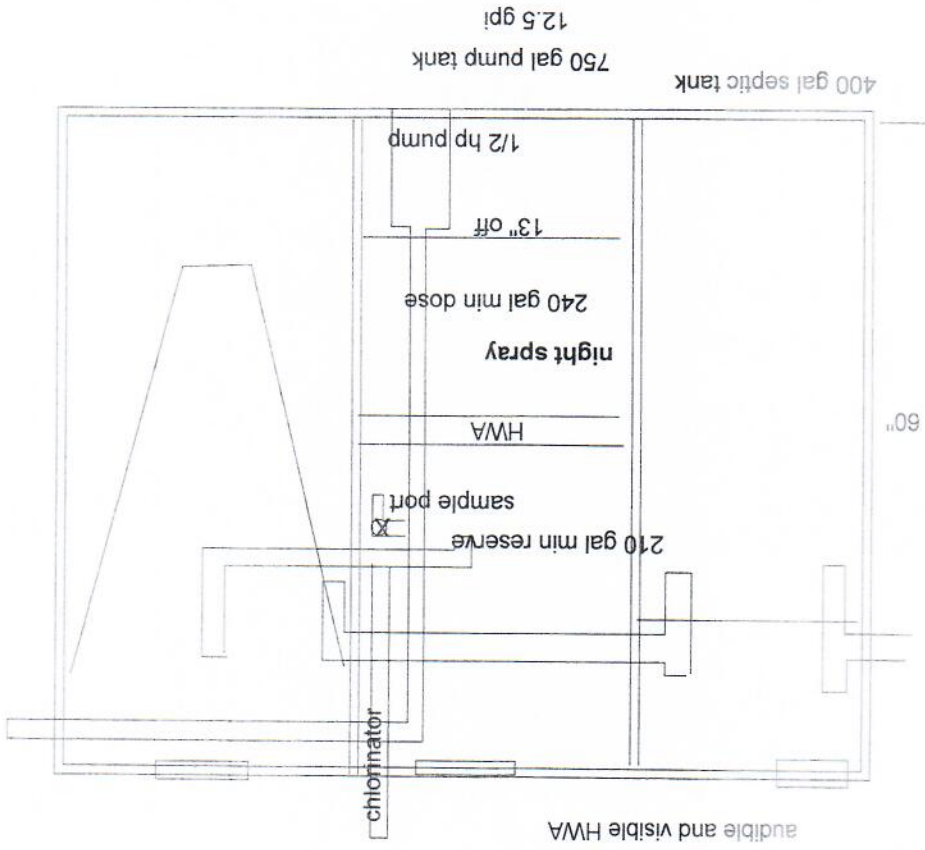 audible and visible HWA
chlorinator
210 gal min reserve
sample port
HWA
60"
night spray
240 gal min dose
13" off
1/2 hp pump
400 gal septic tank
750 gal pump tank
12.5 gpi